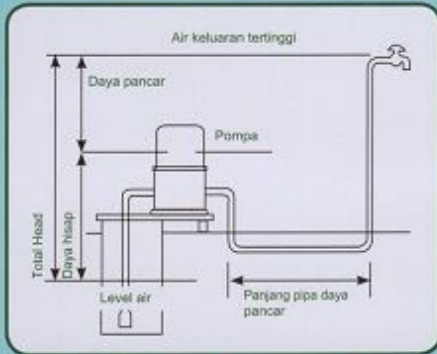 Air keluaran tertinggi
Daya pancar
Pompa
Total Head
Daya hisap
Level air
Panjang pipa daya
pancar